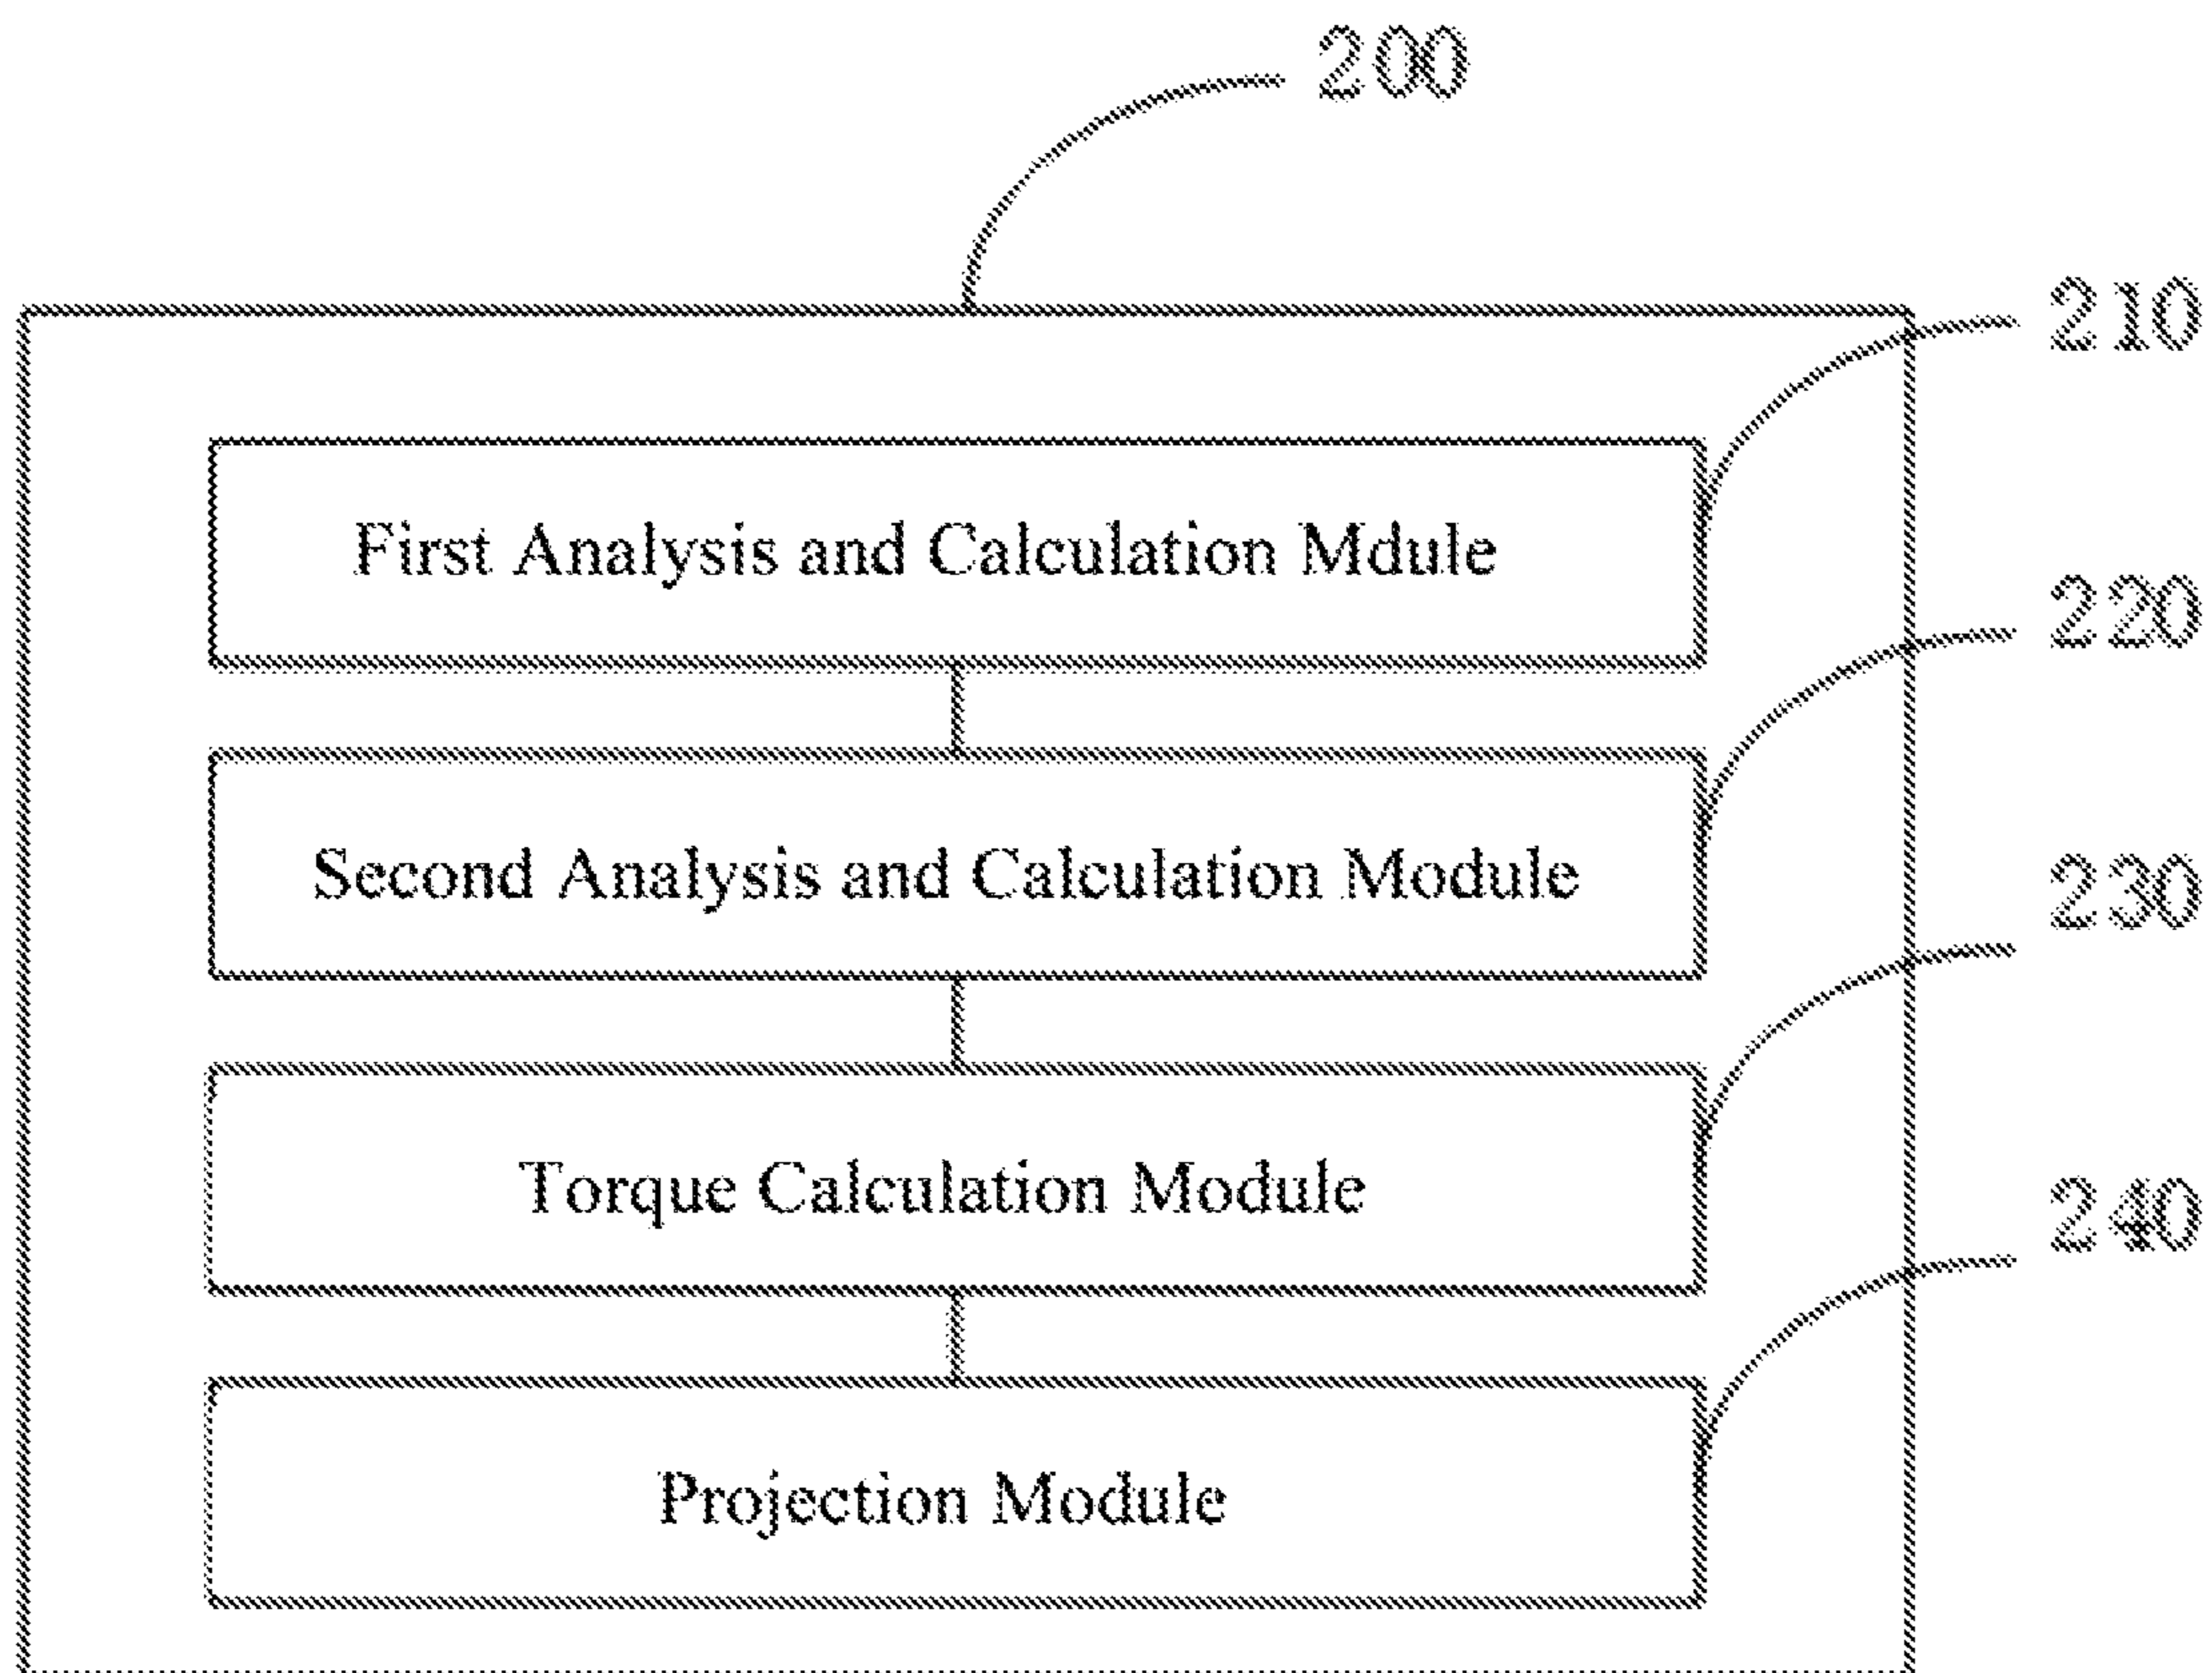 200
210
First Analysis and Calculation Mdule
220
Second Analysis and Calculation Module
230
Torque Calculation Module
240
Projection Module